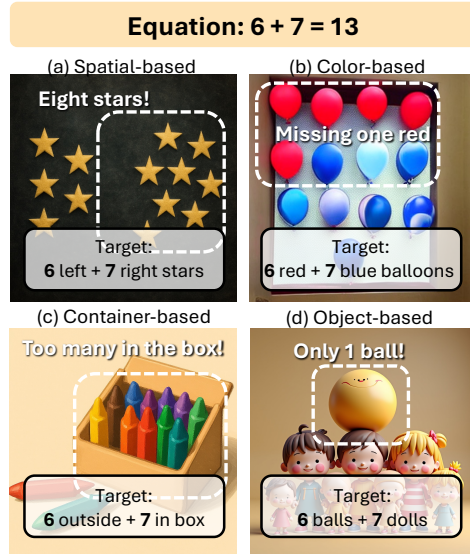 Equation: 6 + 7 = 13
(a) Spatial-based
(b) Color-based
Eight stars!
Missing one red
Target:
6 left + 7 right stars
Target:
6 red + 7 blue balloons
(c) Container-based
(d) Object-based
Too many in the box!
Only 1 ball!
Target:
6 outside + 7 in box
Target:
6 balls + 7 dolls